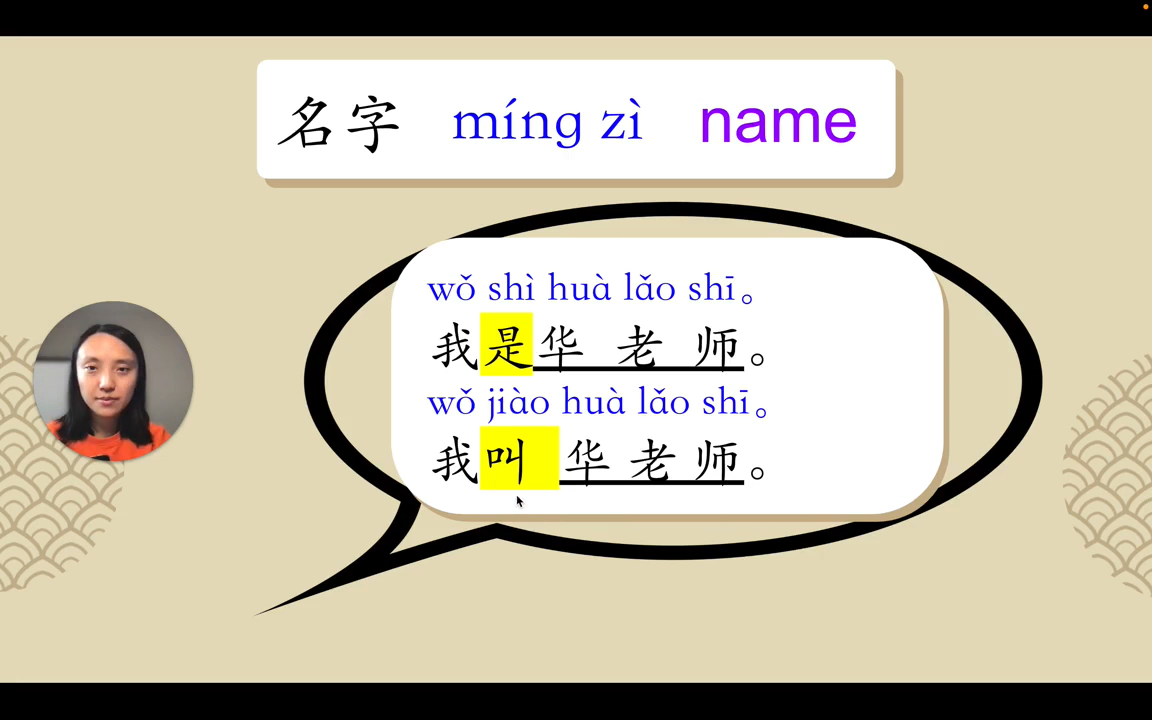 名字 míng zì name
wǒ shì huà lǎo shī。
我是华 老 师。
wǒ jiào huà lǎo shī。
我叫 华 老 师。